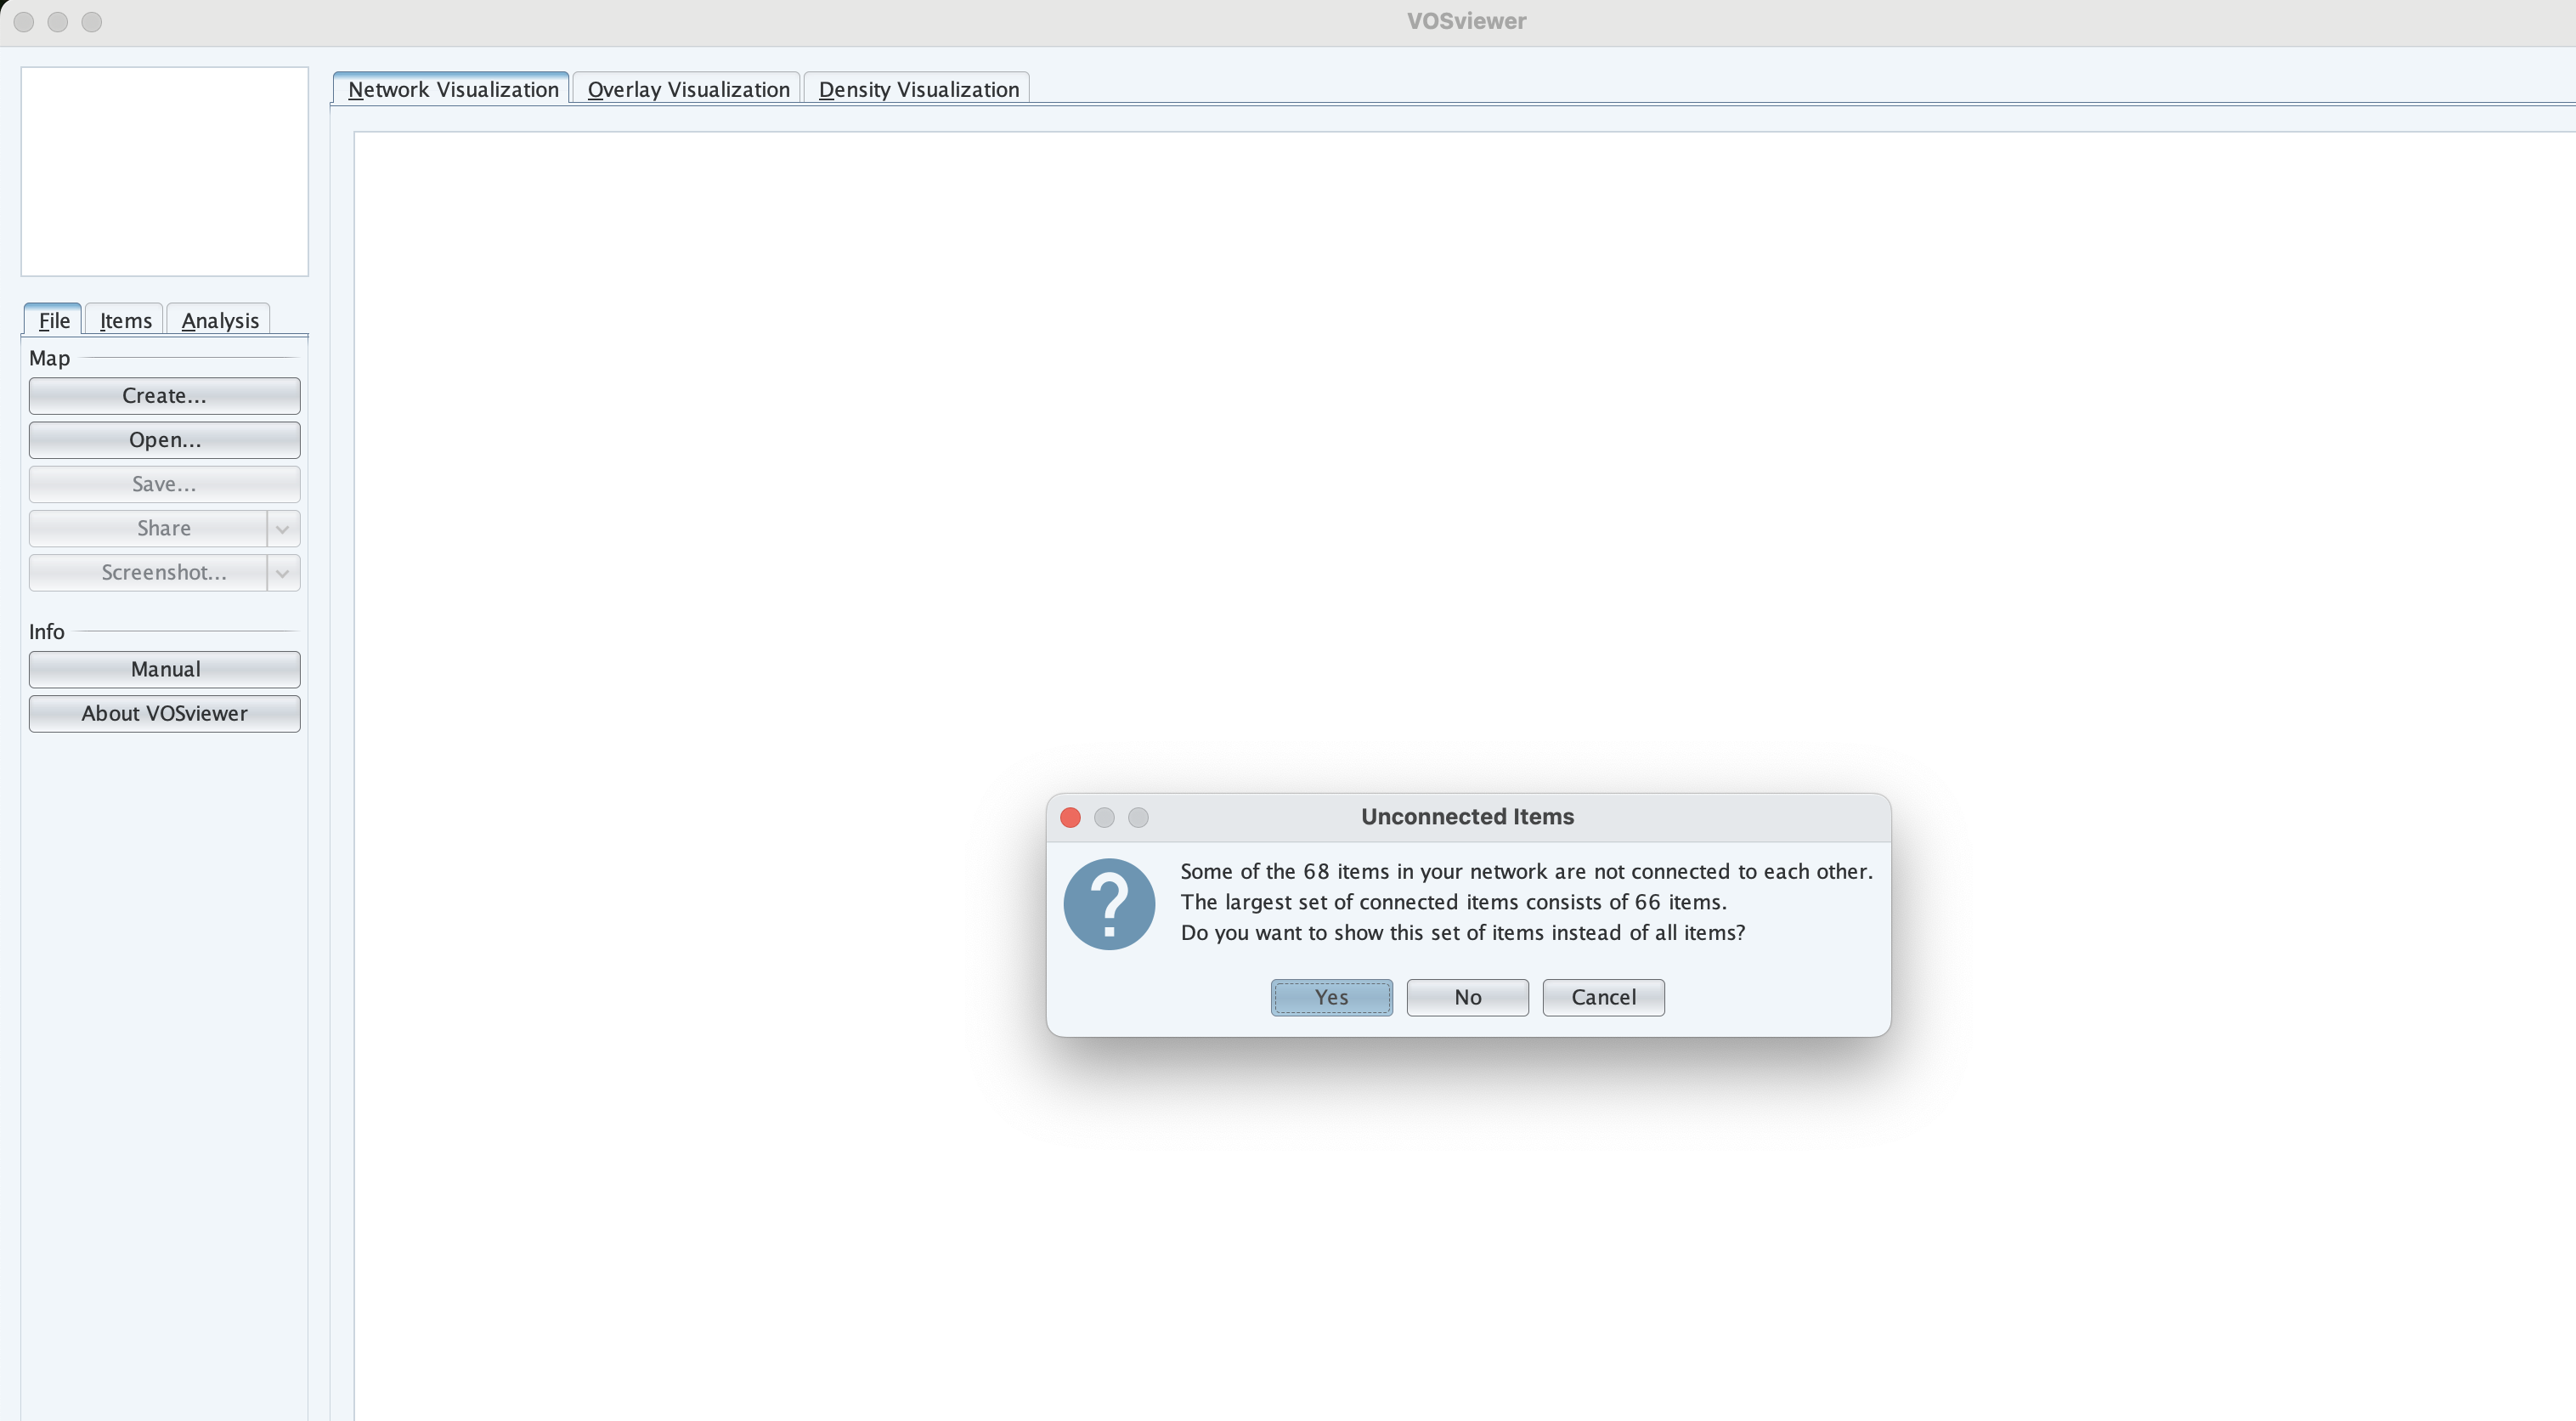 VOSviewer
Network Visualization
Overlay Visualization
Density Visualization
File
Items
Analysis
Map
Create...
Open...
Save...
Share
Screenshot...
Info
Manual
About VOSviewer
Unconnected Items
Some of the 68 items in your network are not connected to each other.
The largest set of connected items consists of 66 items.
Do you want to show this set of items instead of all items?
Yes
No
Cancel